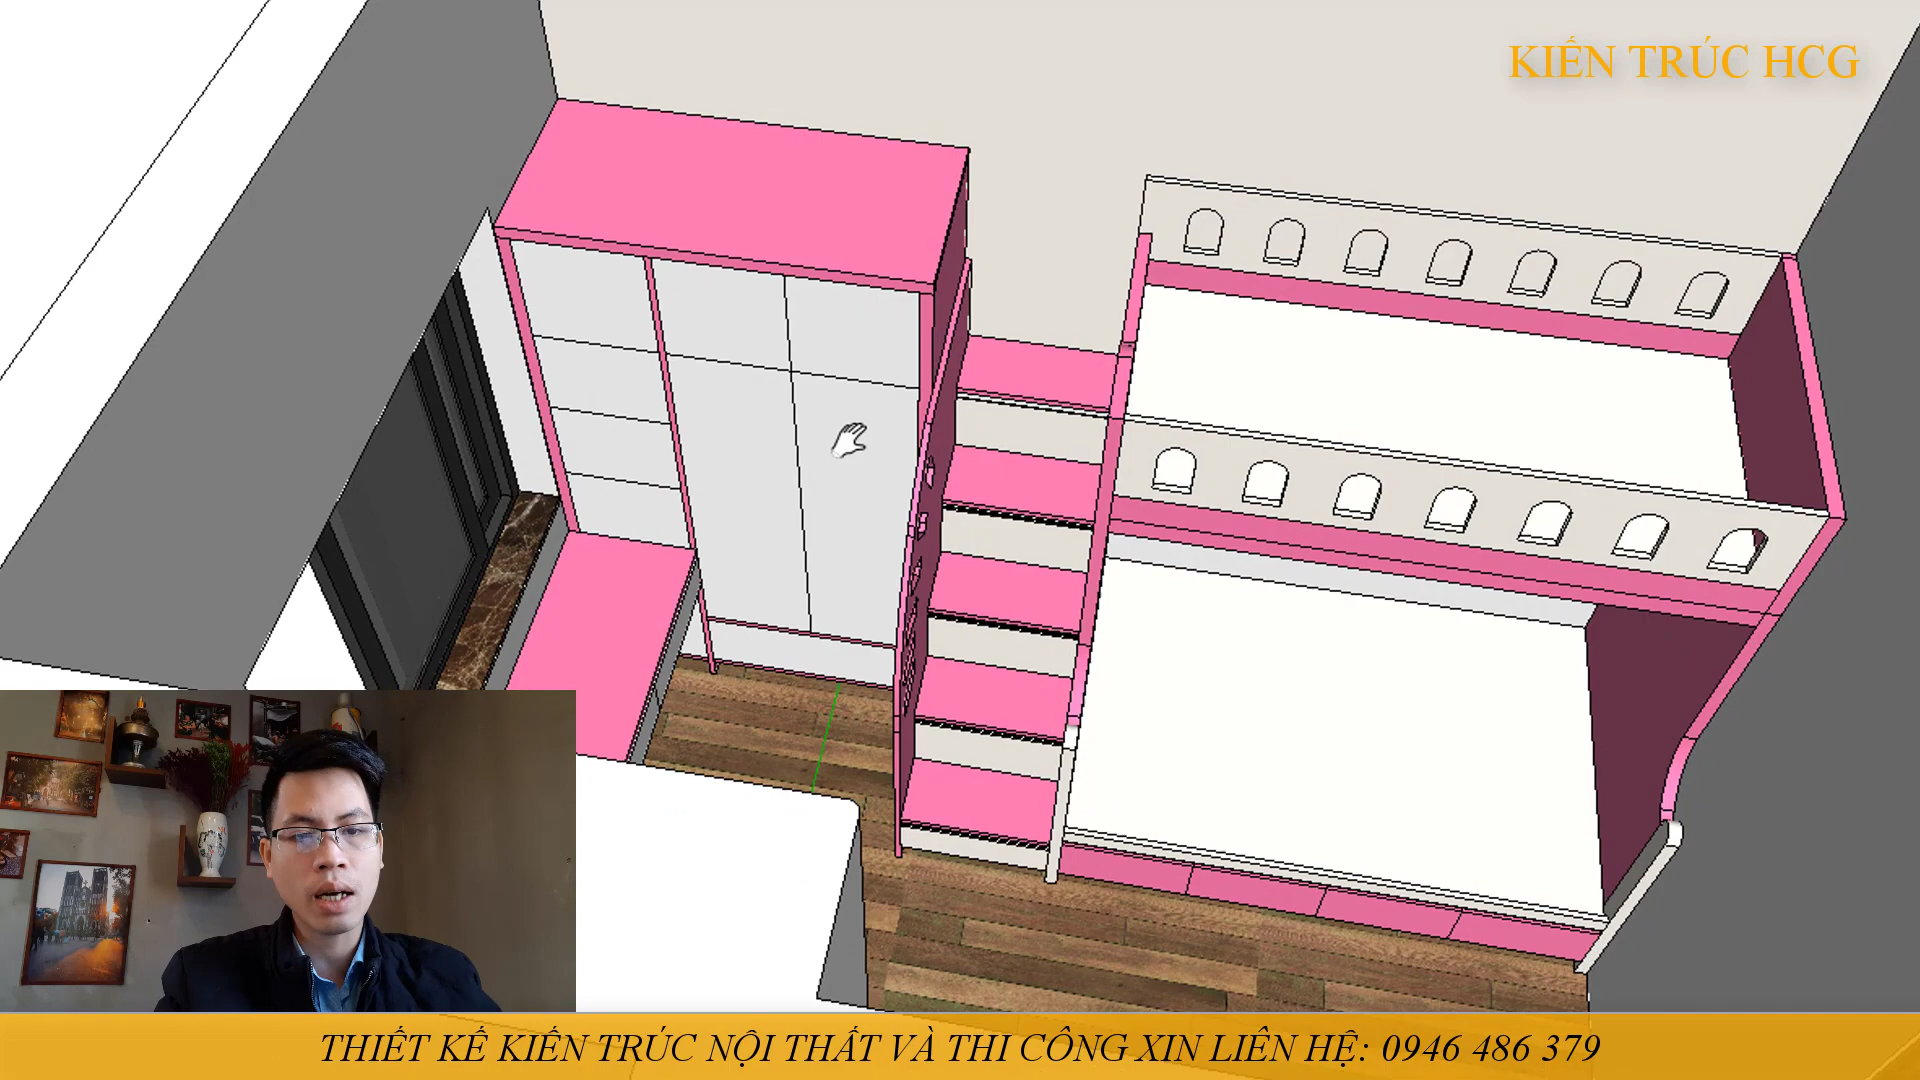 KIẾN TRÚC HCG
THIẾT KẾ KIẾN TRÚC NỘI THẤT VÀ THI CÔNG XIN LIÊN HỆ: 0946 486 379